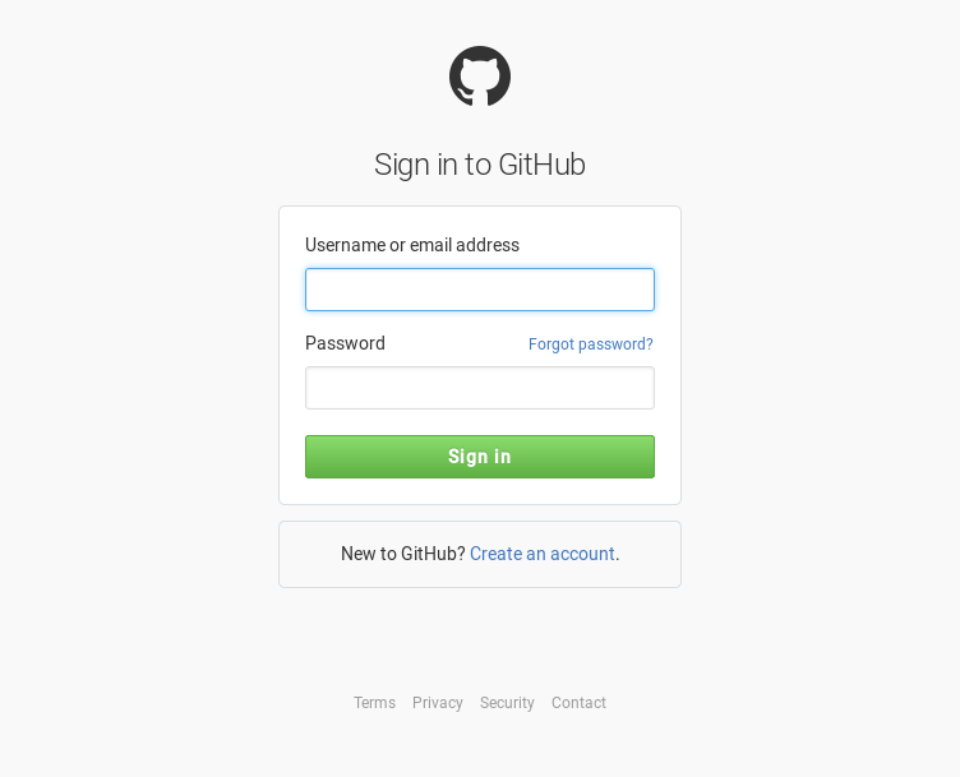 Sign in to GitHub
Username or email address
Password Forgot password?
Sign in
New to GitHub? Create an account.
Terms Privacy Security Contact